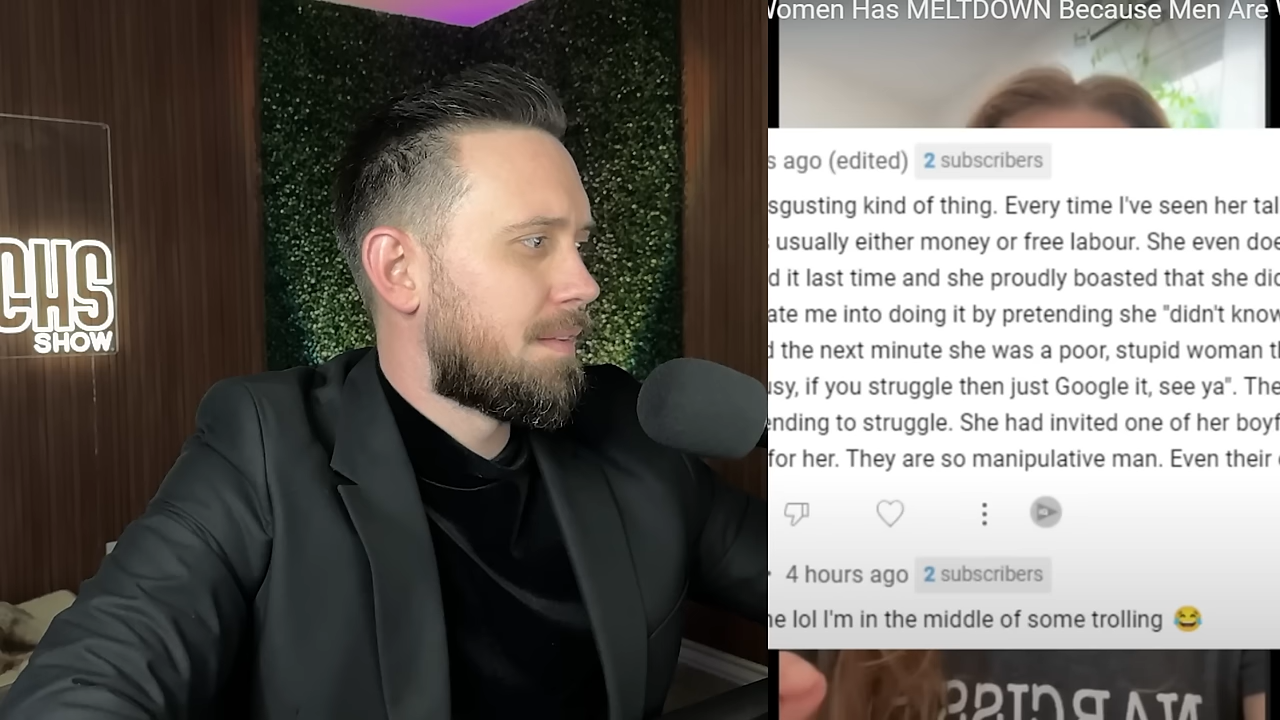 CHS
SHOW
Women Has MELTDOWN Because Men Are
s ago (edited) 2 subscribers
sgusting kind of thing. Every time I've seen her tal
usually either money or free labour. She even doe
d it last time and she proudly boasted that she did
ate me into doing it by pretending she "didn't know
d the next minute she was a poor, stupid woman th
usy, if you struggle then just Google it, see ya". The
ending to struggle. She had invited one of her boyf
for her. They are so manipulative man. Even their
4 hours ago 2 subscribers
e lol I'm in the middle of some trolling 😂
NARCISS